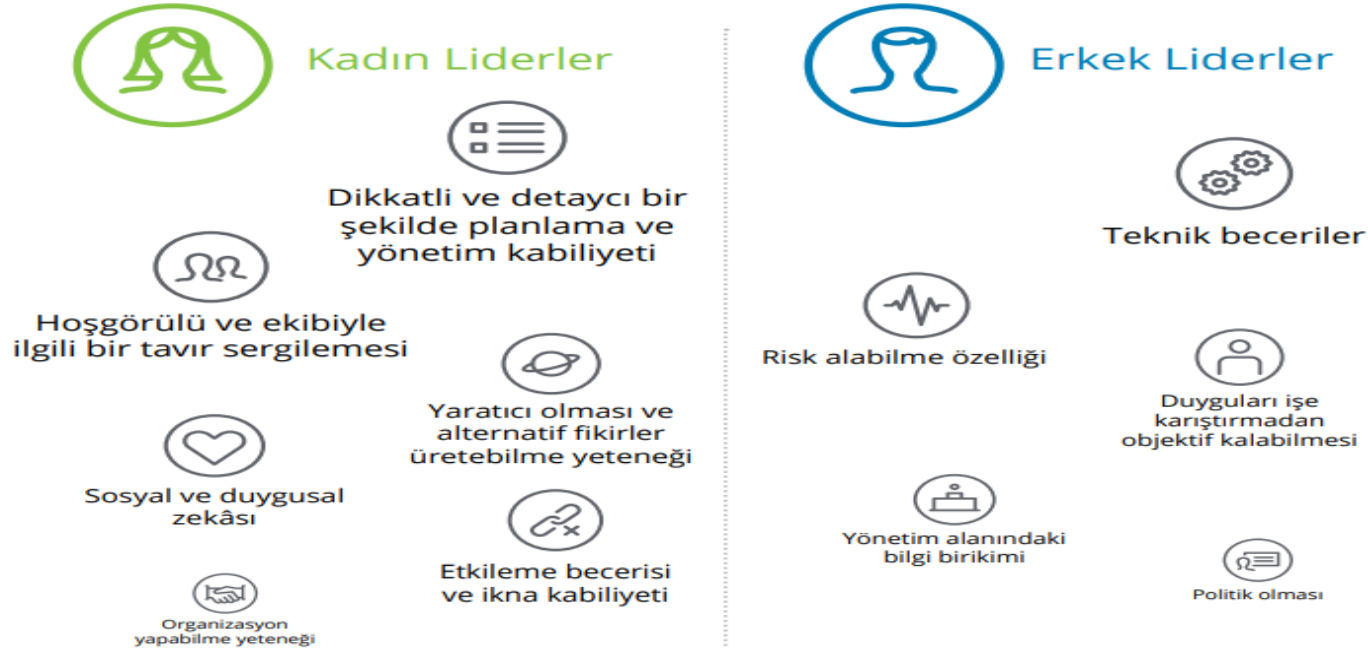 Kadın Liderler
Dikkatli ve detaycı bir
şekilde planlama ve
yönetim kabiliyeti
Hoşgörülü ve ekibiyle
ilgili bir tavır sergilemesi
Yaratıcı olması ve
alternatif fikirler
üretebilme yeteneği
Sosyal ve duygusal
zekâsı
Etkileme becerisi
ve ikna kabiliyeti
Organizasyon
yapabilme yeteneği
Erkek Liderler
Teknik beceriler
Risk alabilme özelliği
Duyguları işe
karıştırmadan
objektif kalabilmesi
Yönetim alanındaki
bilgi birikimi
Politik olması